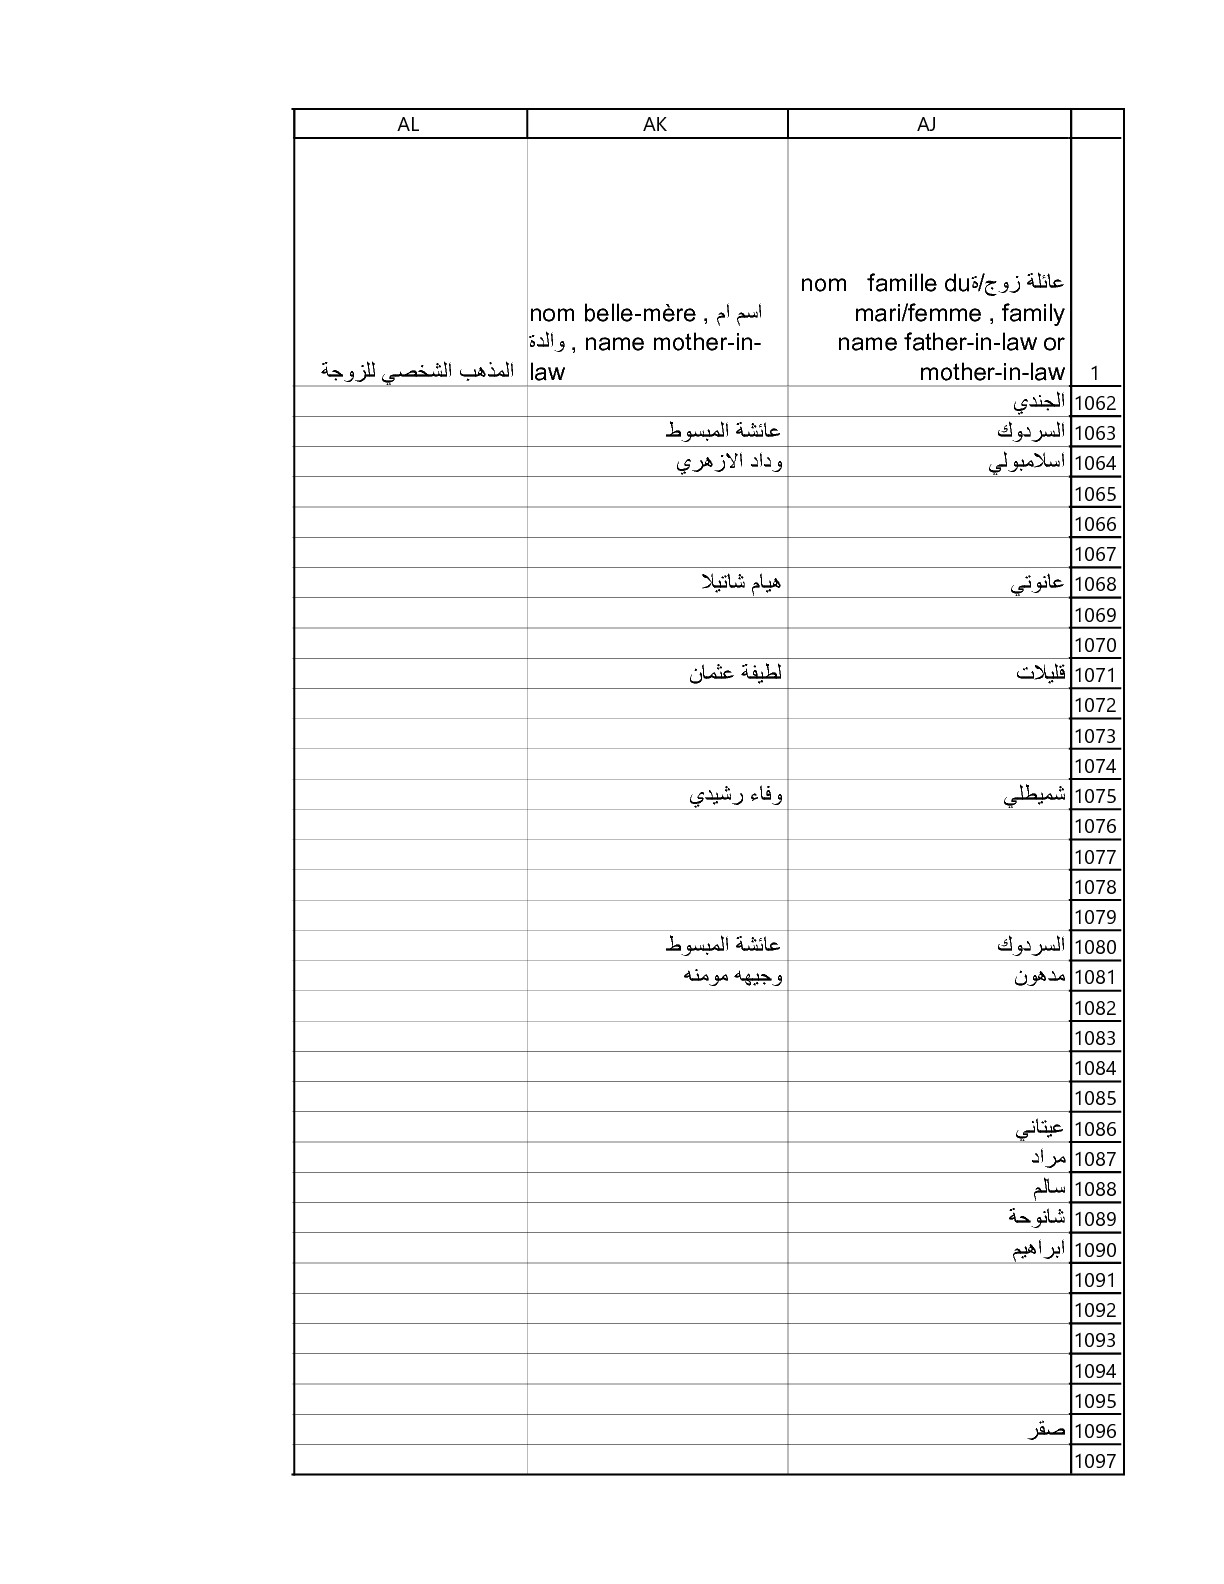 AJ AK AL
عائلة زوج/ة nom famille du
mari/femme , family
name father-in-law or
mother-in-law
nom belle-mère , اسم ام
والدة , name mother-in-
law
المذهب الشخصي للزوجة
1
1062 الجندي
1063 السردوك عائشة المبسوط
1064 اسلامبولي وداد الازهري
1065
1066
1067
1068 عانوتي هيام شاتيلا
1069
1070
1071 قليلات لطيفة عثمان
1072
1073
1074
1075 شميطلي وفاء رشيدي
1076
1077
1078
1079
1080 السردوك عائشة المبسوط
1081 مدهون وجيهه مومنه
1082
1083
1084
1085
1086 عيتاني
1087 مراد
1088 سالم
1089 شانوحة
1090 ابراهيم
1091
1092
1093
1094
1095
1096 صقر
1097